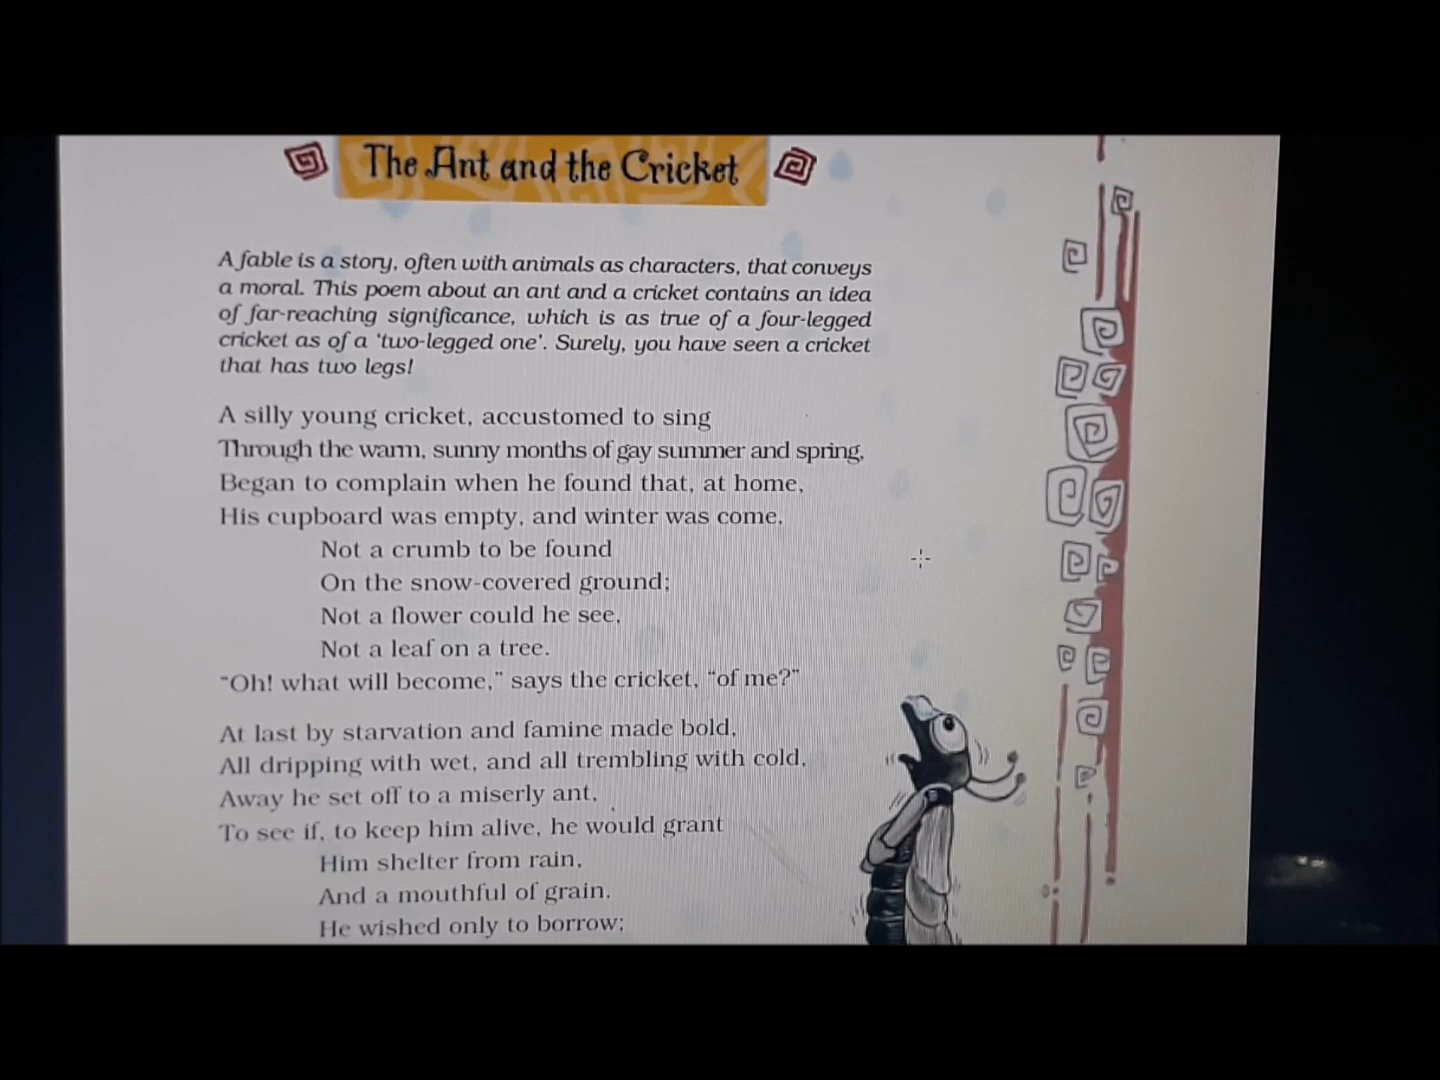 The Ant and the Cricket
A fable is a story, often with animals as characters, that conveys
a moral. This poem about an ant and a cricket contains an idea
of far-reaching significance, which is as true of a four-legged
cricket as of a ‘two-legged one’. Surely, you have seen a cricket
that has two legs!
A silly young cricket, accustomed to sing
Through the warm, sunny months of gay summer and spring,
Began to complain when he found that, at home,
His cupboard was empty, and winter was come.
Not a crumb to be found
On the snow-covered ground;
Not a flower could he see,
Not a leaf on a tree.
“Oh! what will become,” says the cricket, “of me?”
At last by starvation and famine made bold,
All dripping with wet, and all trembling with cold,
Away he set off to a miserly ant,
To see if, to keep him alive, he would grant
Him shelter from rain,
And a mouthful of grain.
He wished only to borrow;